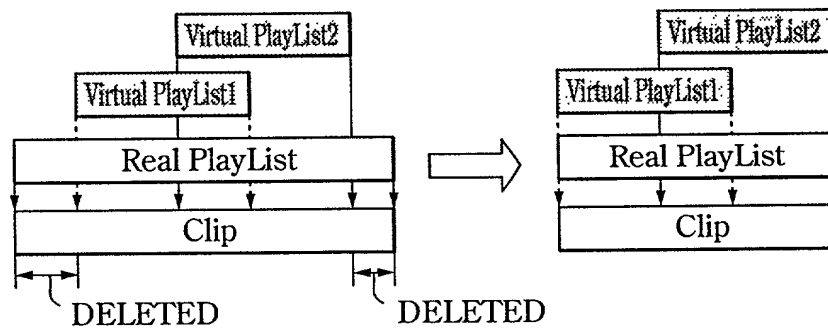 Virtual PlayList2
Virtual PlayList1
Real PlayList
Clip
DELETED
DELETED
Virtual PlayList2
Virtual PlayList1
Real PlayList
Clip